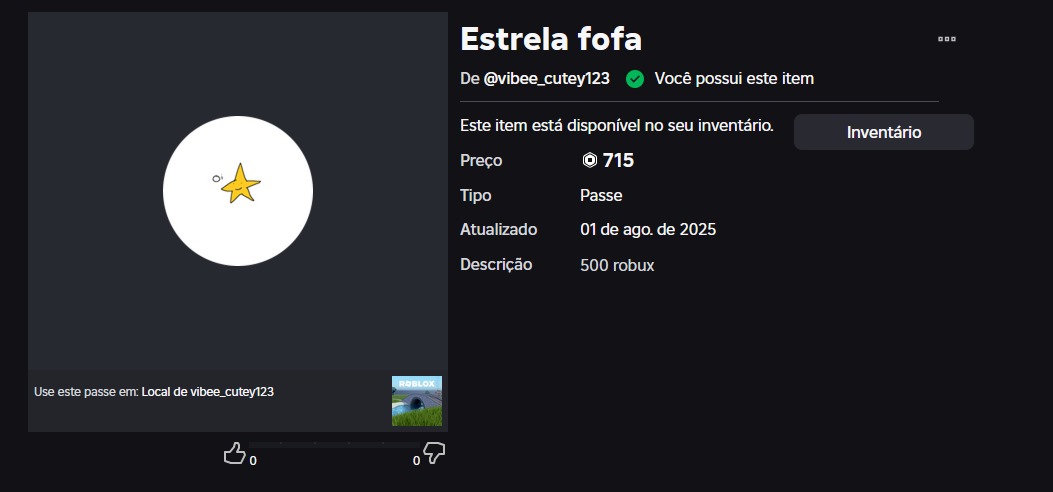 Estrela fofa
De @vibee_cutey123 Você possui este item
Este item está disponível no seu inventário.
Inventário
Preço 715
Tipo Passe
Atualizado 01 de ago. de 2025
Descrição 500 robux
Oi
Use este passe em: Local de vibee_cutey123
ROBLOX
0
0